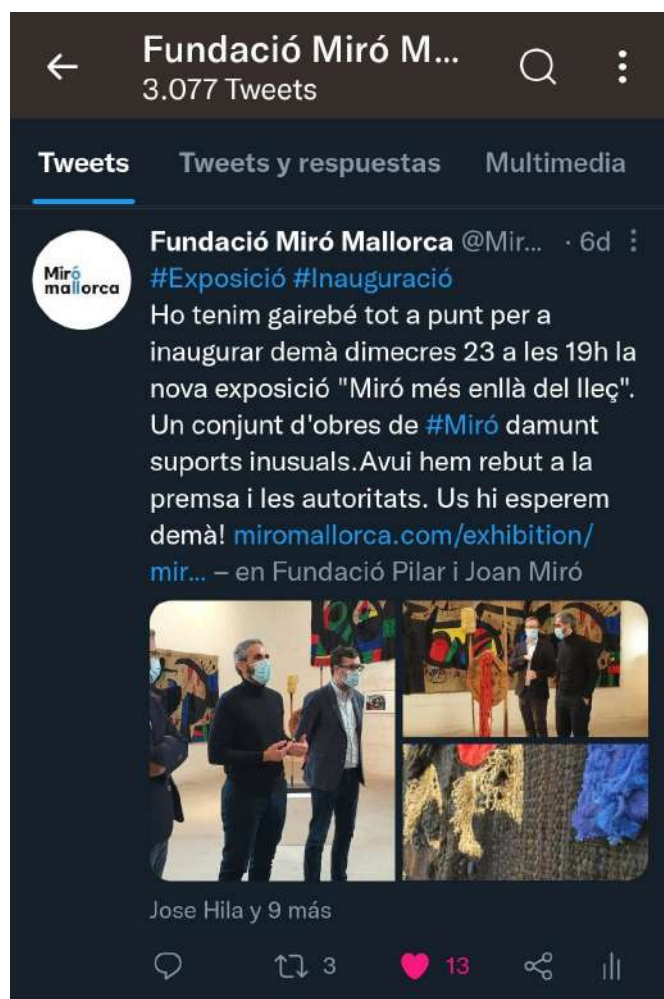 Fundació Miró M...
3.077 Tweets
Tweets Tweets y respuestas Multimedia
Miró
mallorca
Fundació Miró Mallorca @Mir... · 6d
#Exposició #Inauguració
Ho tenim gairebé tot a punt per a
inaugurar demà dimecres 23 a les 19h la
nova exposició "Miró més enllà del lleç".
Un conjunt d'obres de #Miró damunt
suports inusuals.Avui hem rebut a la
premsa i les autoritats. Us hi esperem
demà! miromallorca.com/exhibition/
mir... – en Fundació Pilar i Joan Miró
Jose Hila y 9 más
3 13